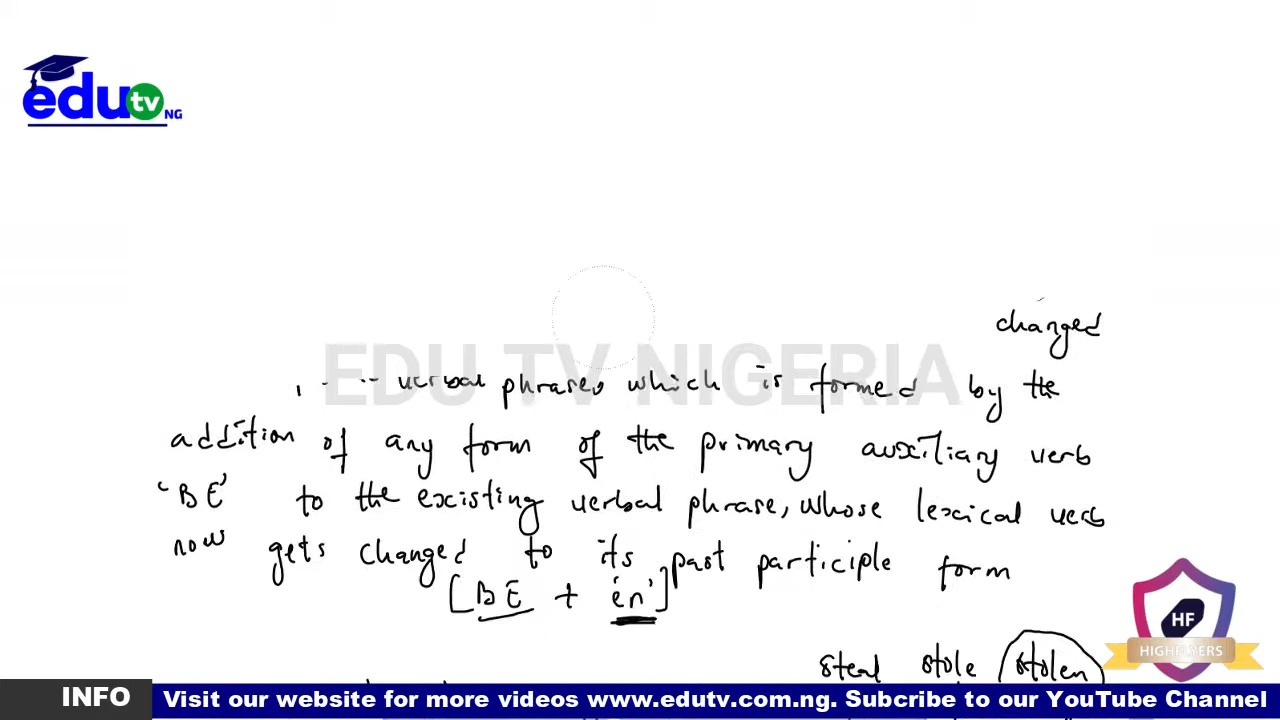 edu tv NG
changed
EDU TV NIGERIA
verbal phrases which is formed by the
addition of any form of the primary auxiliary verb
'BE' to the existing verbal phrase, whose lexical verb
now gets changed to its past participle form
[BE + 'en']
steal stole stolen
HF
HIGHFLYERS
INFO
Visit our website for more videos www.edutv.com.ng. Subcribe to our YouTube Channel